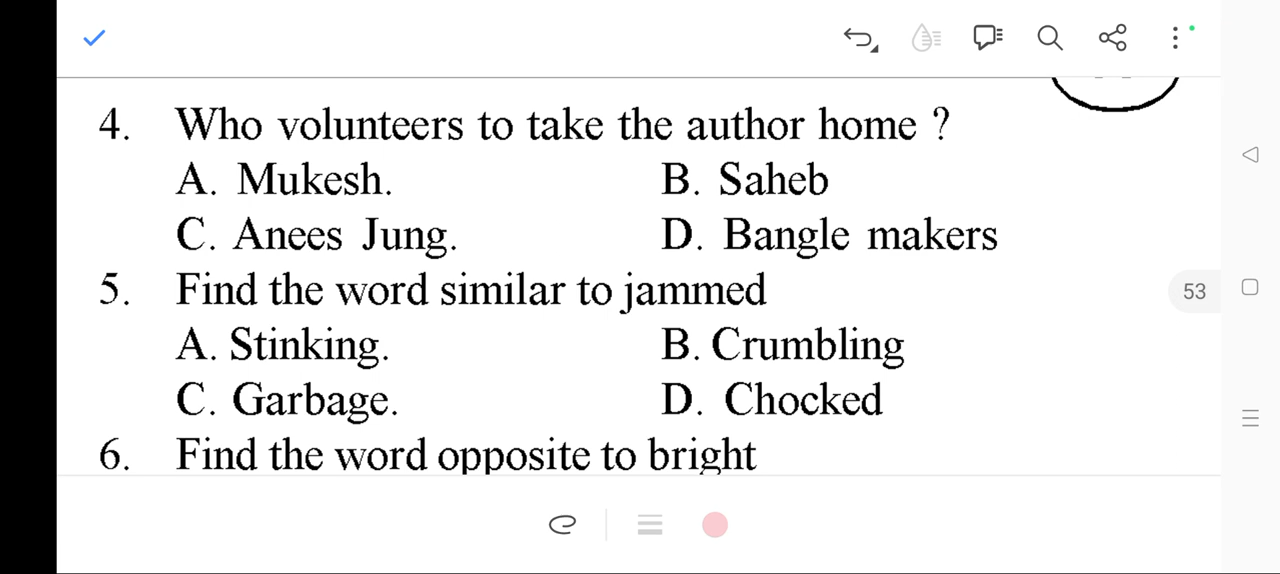 4. Who volunteers to take the author home ?
A. Mukesh. B. Saheb
C. Anees Jung. D. Bangle makers
5. Find the word similar to jammed
53
A. Stinking. B. Crumbling
C. Garbage. D. Chocked
6. Find the word opposite to bright